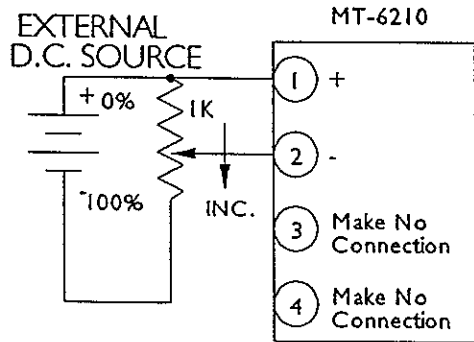 MT-6210
EXTERNAL
D.C. SOURCE
+ 0%
1K
1 +
2 -
-100%
INC.
3 Make No
Connection
4 Make No
Connection